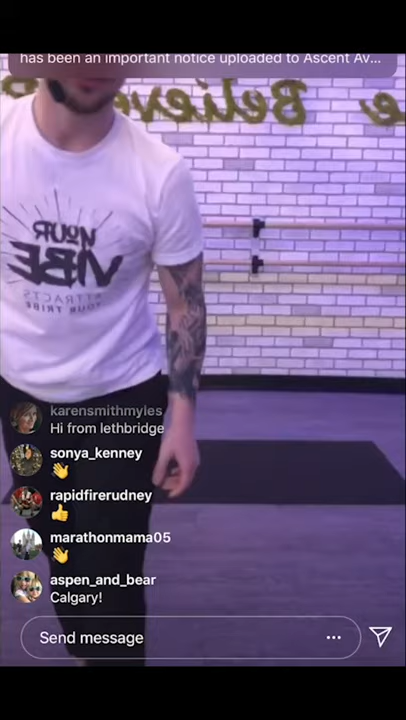 has been an important notice uploaded to Ascent Av...
Believe
YOUR
VIBE
ATTRACTS
YOUR TRIBE
karensmithmyles
Hi from lethbridge
sonya_kenney
👋
rapidfirerudney
👍
marathonmama05
👋
aspen_and_bear
Calgary!
Send message